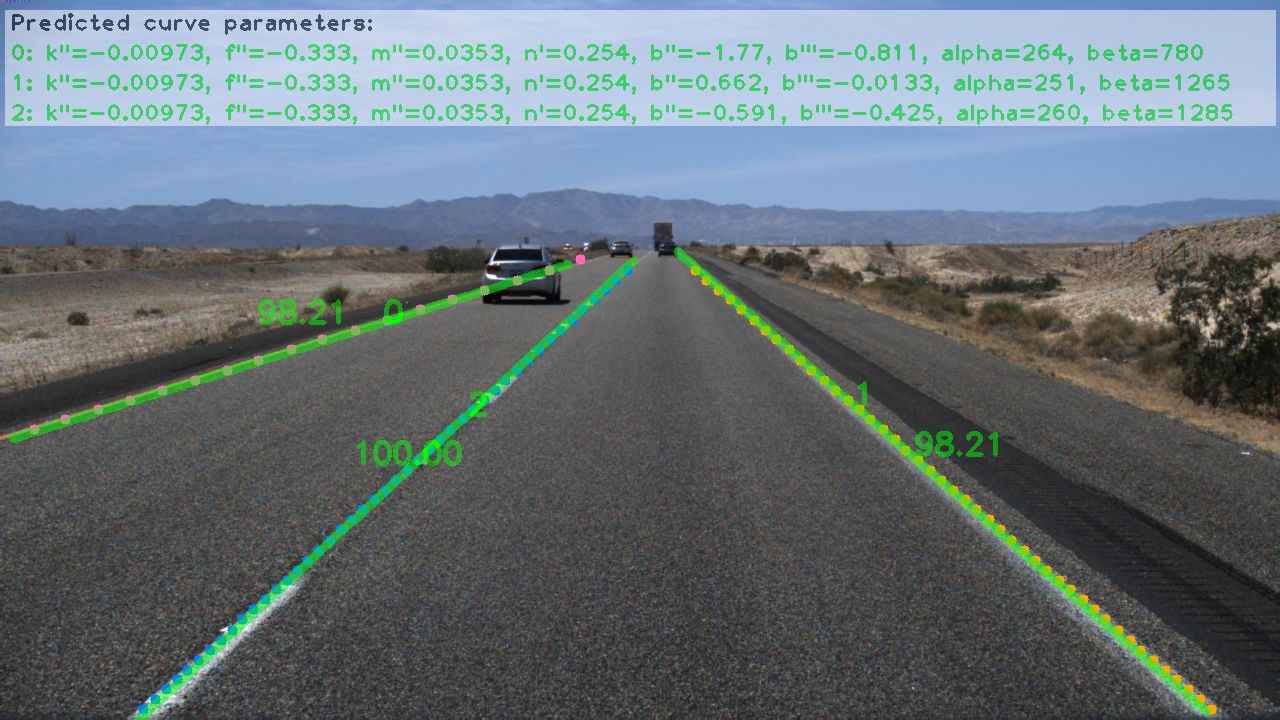 Predicted curve parameters:
0: k"=-0.00973, f"=-0.333, m"=0.0353, n'=0.254, b"=-1.77, b'"=-0.811, alpha=264, beta=780
1: k"=-0.00973, f"=-0.333, m"=0.0353, n'=0.254, b"=0.662, b'"=-0.0133, alpha=251, beta=1265
2: k"=-0.00973, f"=-0.333, m"=0.0353, n'=0.254, b"=-0.591, b'"=-0.425, alpha=260, beta=1285
98.21 0
2
1
100.00
98.21